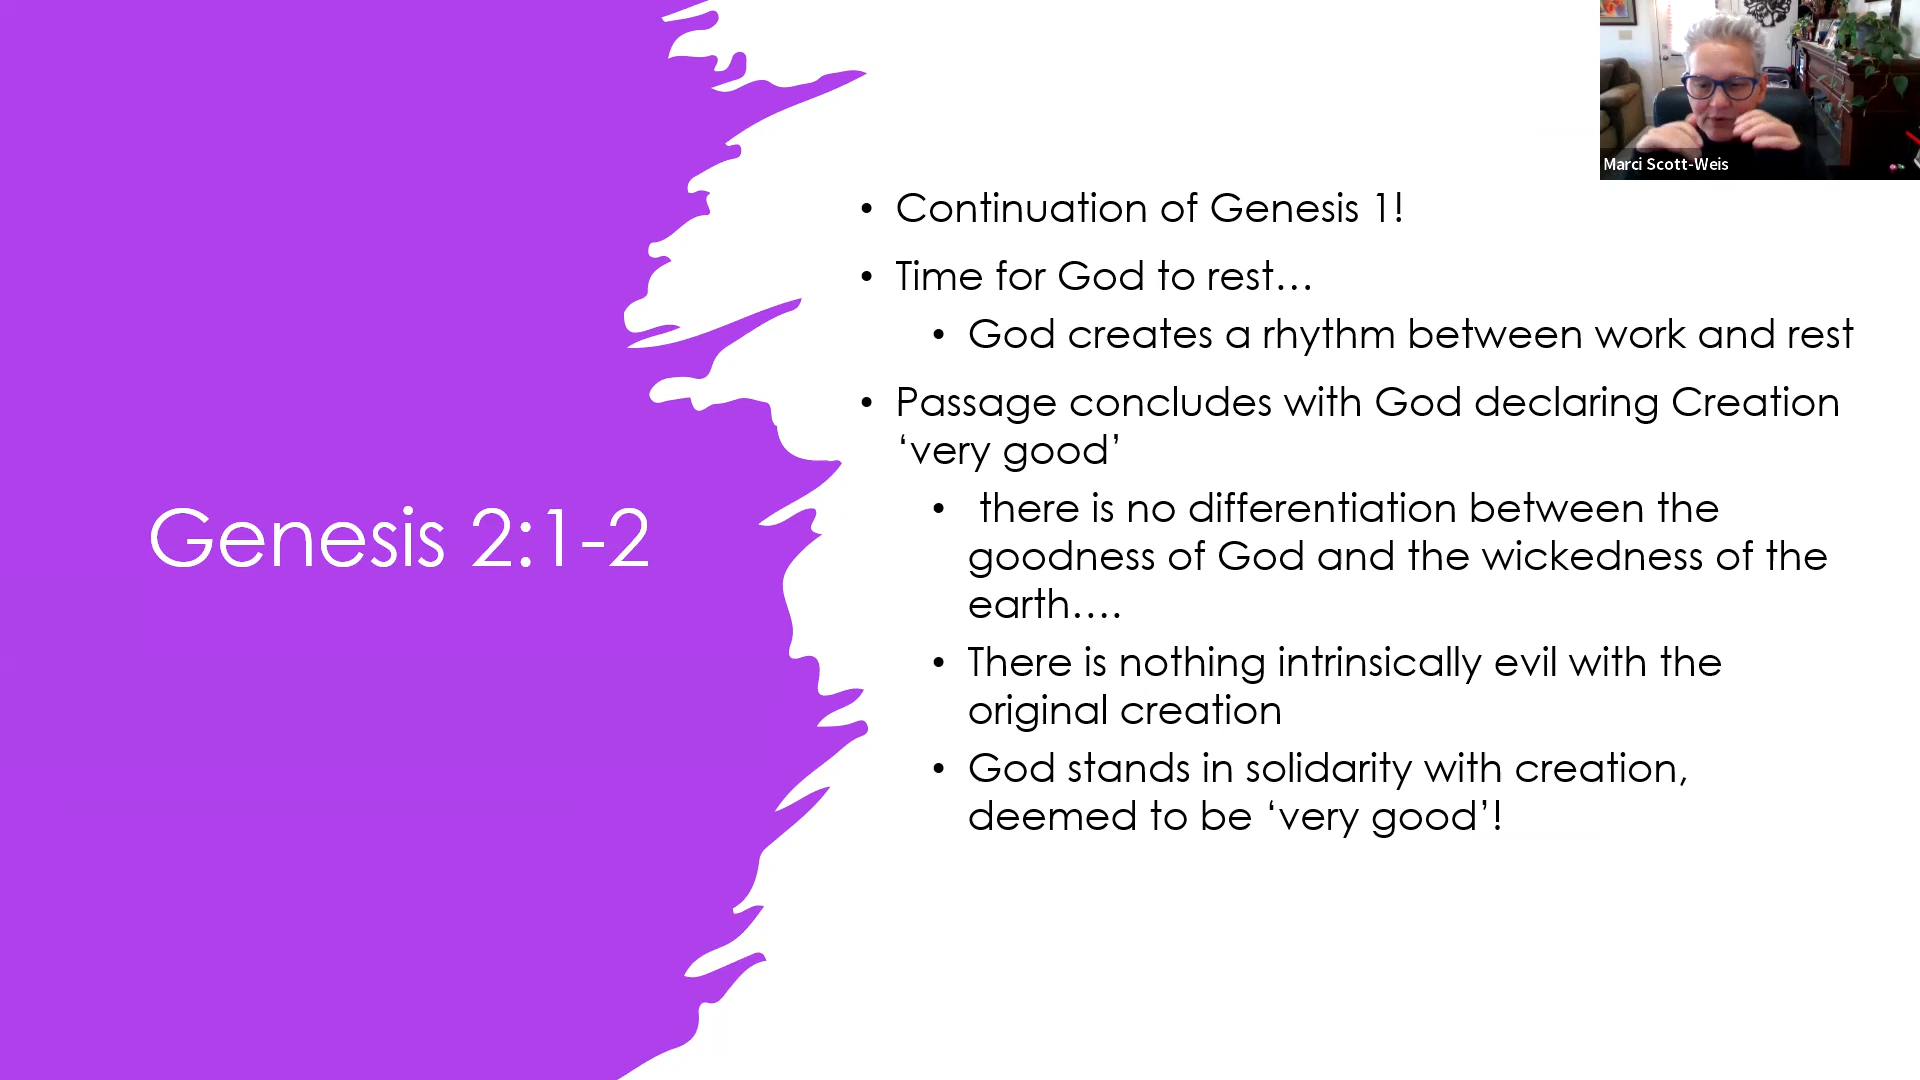 Marci Scott-Weis
Genesis 2:1-2
• Continuation of Genesis 1!
• Time for God to rest…
• God creates a rhythm between work and rest
• Passage concludes with God declaring Creation
‘very good’
• there is no differentiation between the
goodness of God and the wickedness of the
earth….
• There is nothing intrinsically evil with the
original creation
• God stands in solidarity with creation,
deemed to be ‘very good’!